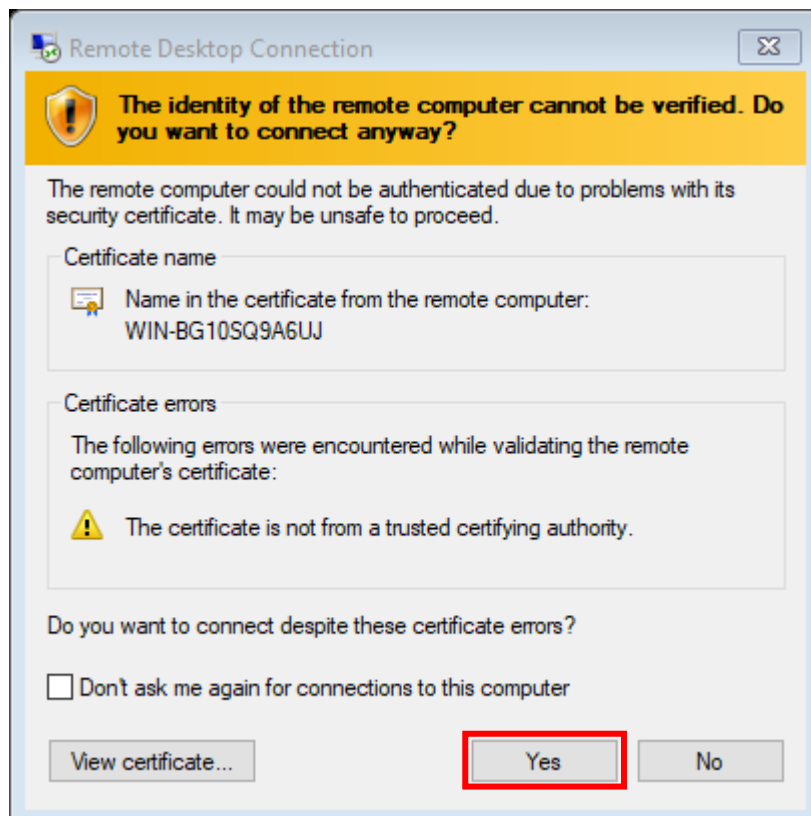 Remote Desktop Connection
The identity of the remote computer cannot be verified. Do
you want to connect anyway?
The remote computer could not be authenticated due to problems with its
security certificate. It may be unsafe to proceed.
Certificate name
Name in the certificate from the remote computer:
WIN-BG10SQ9A6UJ
Certificate errors
The following errors were encountered while validating the remote
computer's certificate:
The certificate is not from a trusted certifying authority.
Do you want to connect despite these certificate errors?
Don't ask me again for connections to this computer
View certificate...
Yes
No